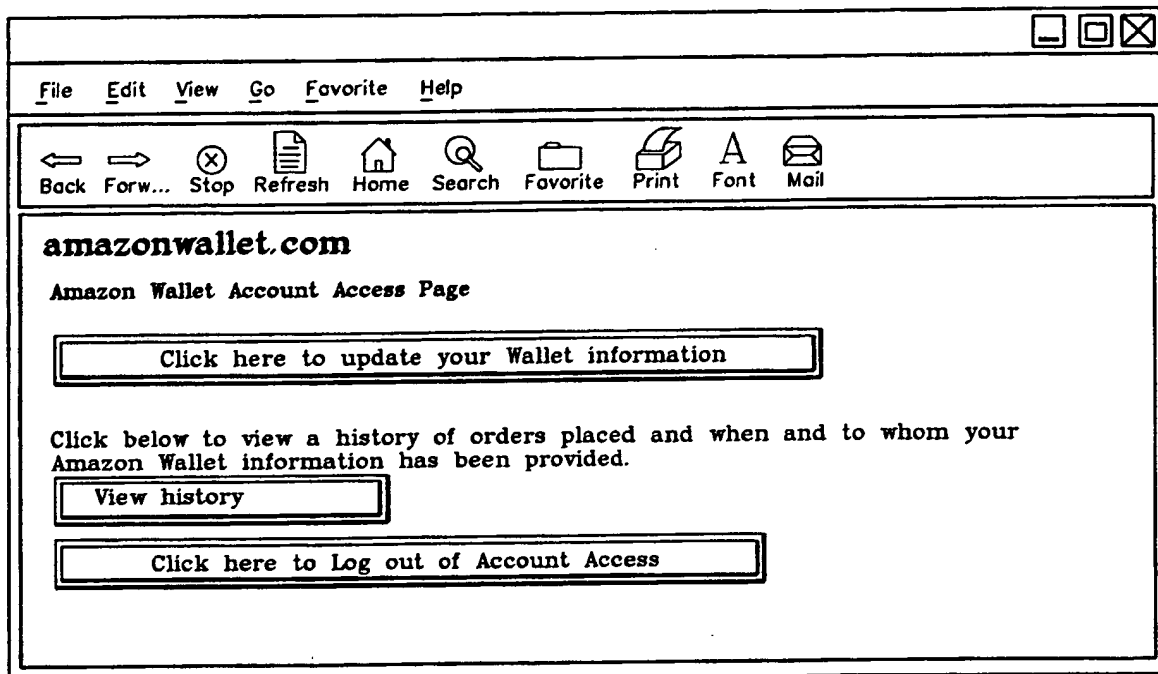 File Edit View Go Favorite Help
Back Forw... Stop Refresh Home Search Favorite Print Font Mail
amazonwallet.com
Amazon Wallet Account Access Page
Click here to update your Wallet information
Click below to view a history of orders placed and when and to whom your
Amazon Wallet information has been provided.
View history
Click here to Log out of Account Access